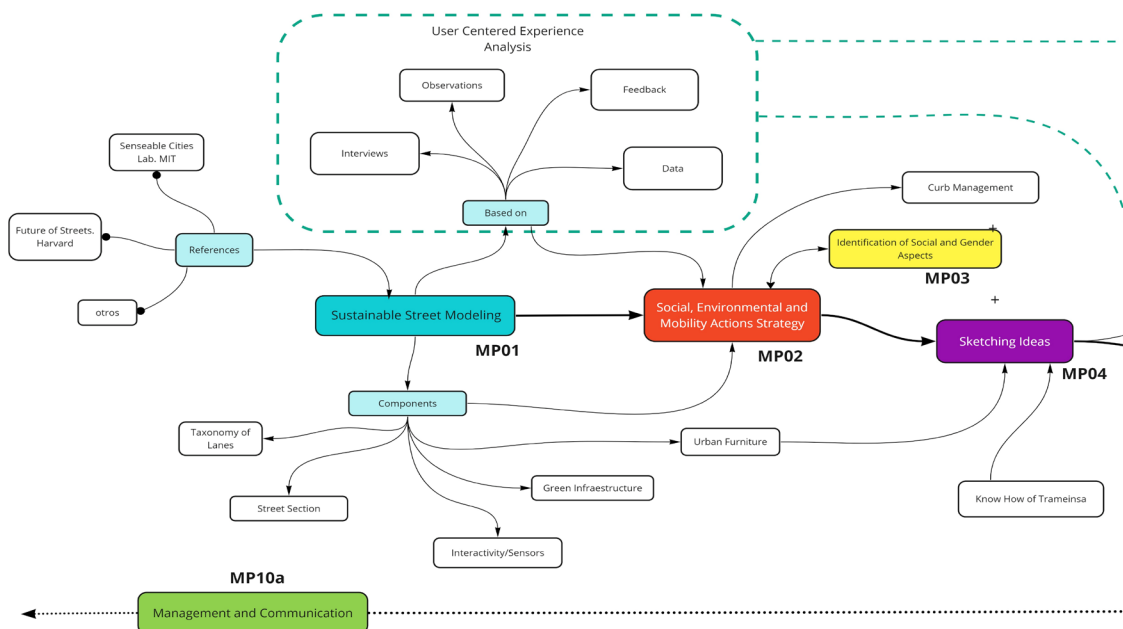 User Centered Experience
Analysis
Observations
Feedback
Interviews
Data
Based on
Senseable Cities
Lab. MIT
Future of Streets.
Harvard
References
otros
Curb Management
+
Identification of Social and Gender
Aspects
MP03
+
Sustainable Street Modeling
MP01
Social, Environmental and
Mobility Actions Strategy
MP02
Sketching Ideas
MP04
Components
Taxonomy of
Lanes
Urban Furniture
Street Section
Green Infraestructure
Know How of Trameinsa
Interactivity/Sensors
MP10a
Management and Communication